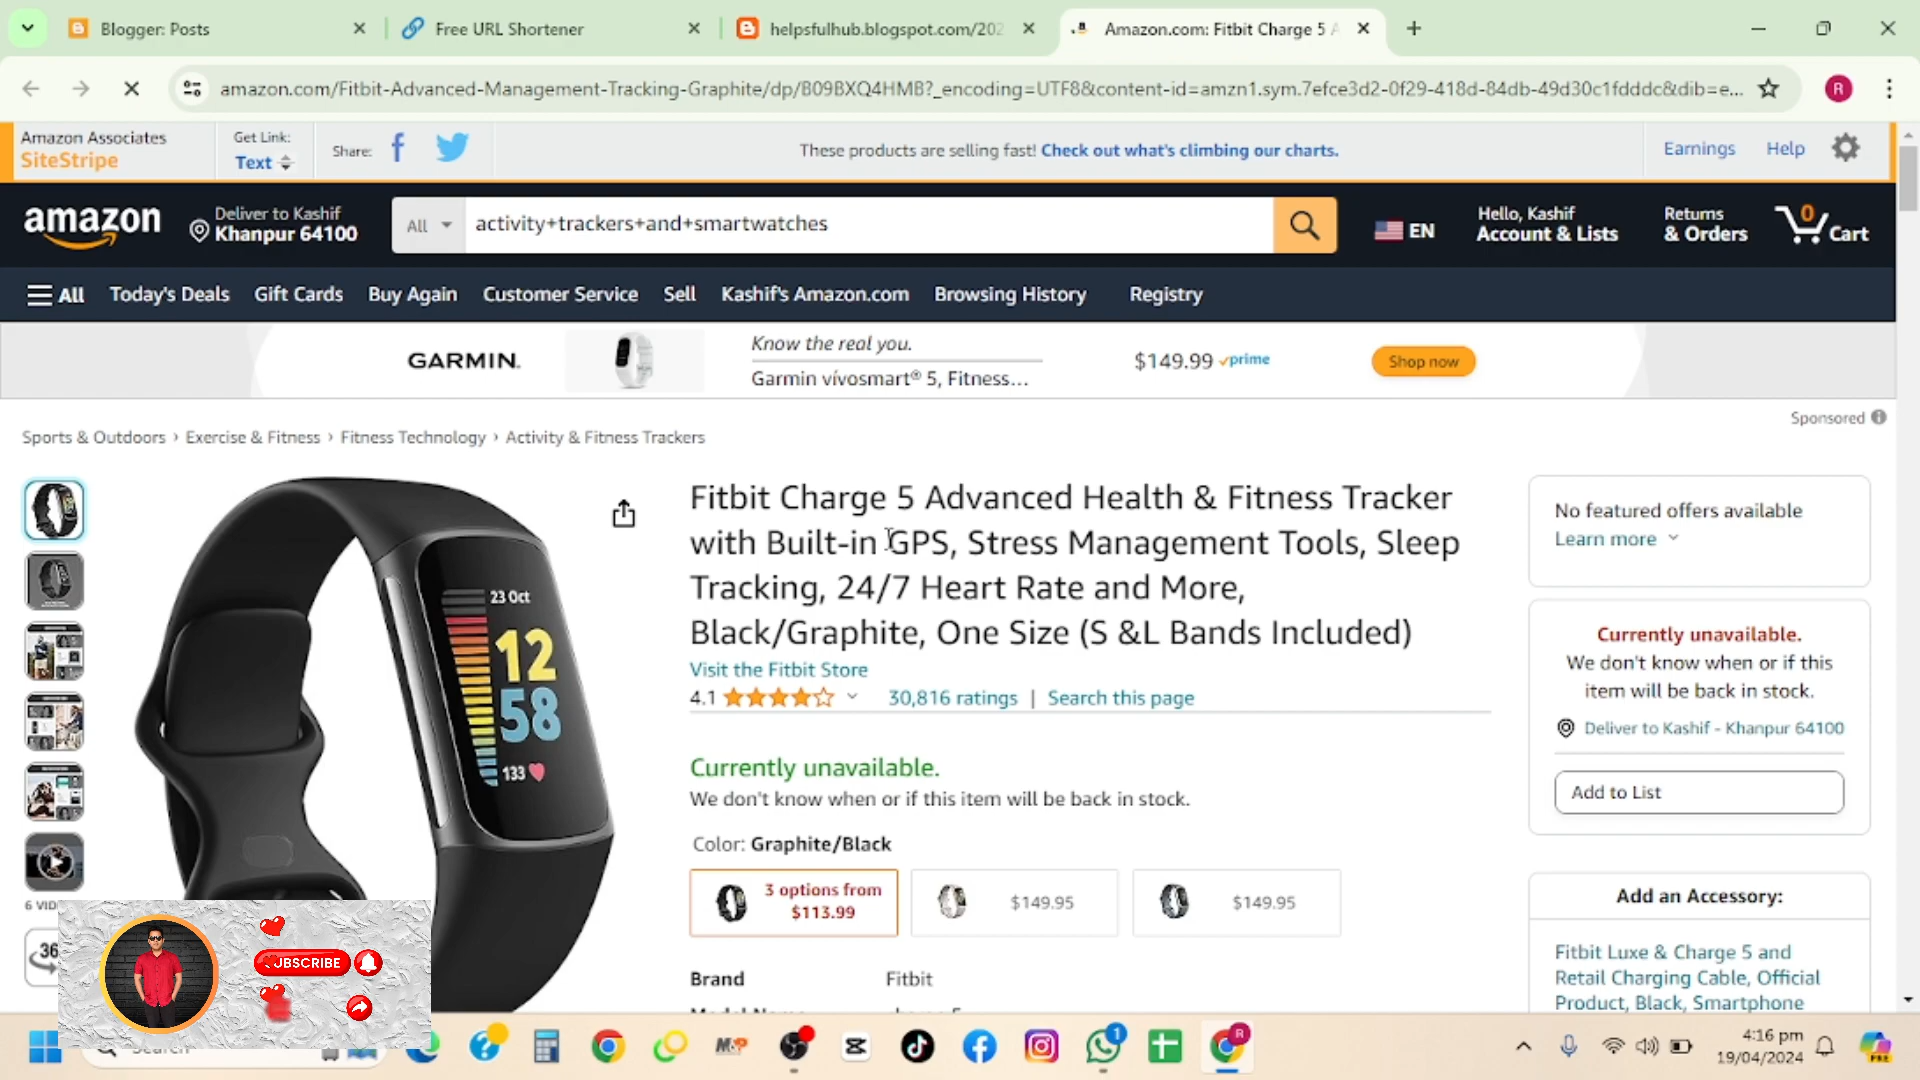 Blogger: Posts
Free URL Shortener
helpsfulhub.blogspot.com/202
Amazon.com: Fitbit Charge 5 A
amazon.com/Fitbit-Advanced-Management-Tracking-Graphite/dp/B09BXQ4HMB?_encoding=UTF8&content-id=amzn1.sym.7efce3d2-0f29-418d-84db-49d30c1fdddc&dib=e...
R
Amazon Associates
SiteStripe
Get Link:
Text
Share:
These products are selling fast! Check out what's climbing our charts.
Earnings
Help
amazon
Deliver to Kashif
Khanpur 64100
All
activity+trackers+and+smartwatches
EN
Hello, Kashif
Account & Lists
Returns
& Orders
0
Cart
All
Today's Deals
Gift Cards
Buy Again
Customer Service
Sell
Kashif's Amazon.com
Browsing History
Registry
GARMIN.
Know the real you.
Garmin vívosmart® 5, Fitness...
$149.99 prime
Shop now
Sponsored
Sports & Outdoors › Exercise & Fitness › Fitness Technology › Activity & Fitness Trackers
23 Oct
12
58
133
Fitbit Charge 5 Advanced Health & Fitness Tracker
with Built-in GPS, Stress Management Tools, Sleep
Tracking, 24/7 Heart Rate and More,
Black/Graphite, One Size (S &L Bands Included)
Visit the Fitbit Store
4.1
30,816 ratings | Search this page
Currently unavailable.
We don't know when or if this item will be back in stock.
Color: Graphite/Black
3 options from
$113.99
$149.95
$149.95
Brand
Fitbit
No featured offers available
Learn more
Currently unavailable.
We don't know when or if this
item will be back in stock.
Deliver to Kashif - Khanpur 64100
Add to List
Add an Accessory:
Fitbit Luxe & Charge 5 and
Retail Charging Cable, Official
Product, Black, Smartphone
6 VID
36
UBSCRIBE
1
R
4:16 pm
19/04/2024
PRE